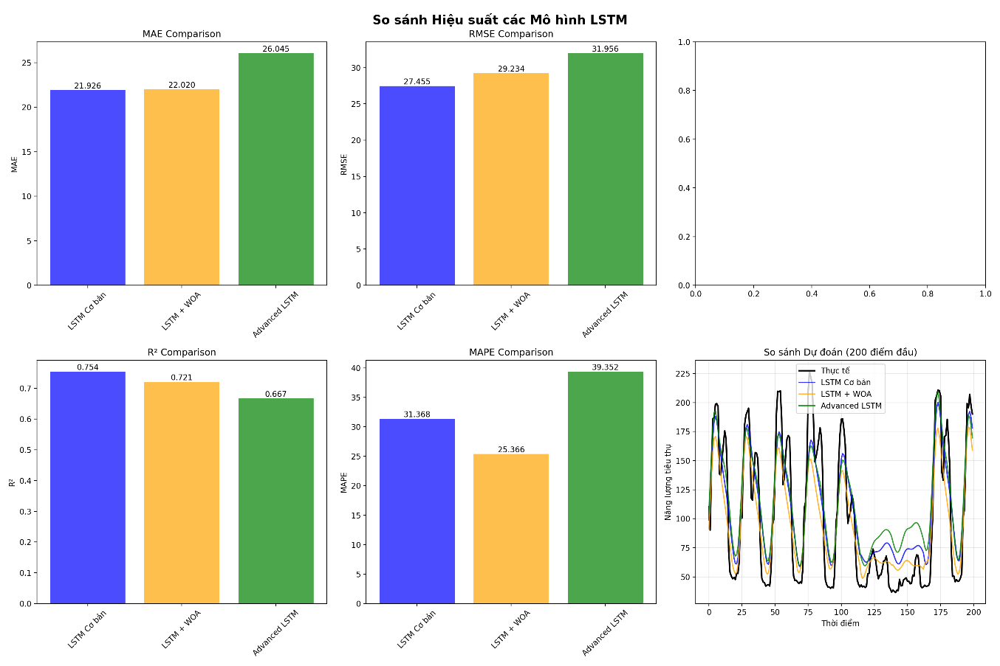 So sánh Hiệu suất các Mô hình LSTM
MAE Comparison
26.045
21.926
22.020
25
20
15
10
5
0
MAE
LSTM Cơ bản
LSTM + WOA
Advanced LSTM
RMSE Comparison
31.956
29.234
27.455
30
25
20
15
10
5
0
RMSE
LSTM Cơ bản
LSTM + WOA
Advanced LSTM
1.0
0.8
0.6
0.4
0.2
0.0
0.0 0.2 0.4 0.6 0.8 1.0
R² Comparison
0.754
0.721
0.667
0.7
0.6
0.5
0.4
0.3
0.2
0.1
0.0
R²
LSTM Cơ bản
LSTM + WOA
Advanced LSTM
MAPE Comparison
39.352
31.368
25.366
40
35
30
25
20
15
10
5
0
MAPE
LSTM Cơ bản
LSTM + WOA
Advanced LSTM
So sánh Dự đoán (200 điểm đầu)
Thực tế
LSTM Cơ bản
LSTM + WOA
Advanced LSTM
225
200
175
150
125
100
75
50
Năng lượng tiêu thụ
0 25 50 75 100 125 150 175 200
Thời điểm